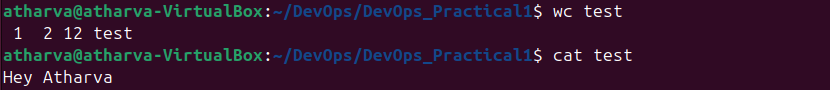 atharva@atharva-VirtualBox:~/DevOps/DevOps_Practical1$ wc test
 1  2 12 test
atharva@atharva-VirtualBox:~/DevOps/DevOps_Practical1$ cat test
Hey Atharva